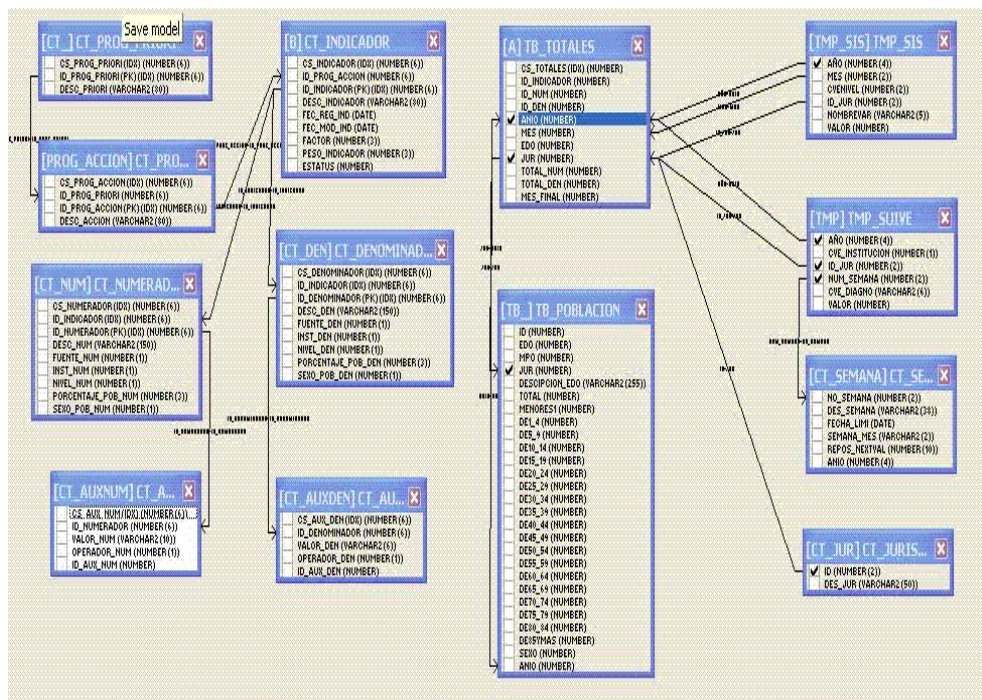 Save model
[CT_] CT_PROG_PRIORI
CS_PROG_PRIORI (IDX) (NUMBER(6))
ID_PROG_PRIORI (PK)(IDX) (NUMBER(6))
DESC_PRIORI (VARCHAR2(80))
[PROG_ACCION] CT_PRO...
CS_PROG_ACCION (IDX) (NUMBER(6))
ID_PROG_PRIORI (NUMBER(6))
ID_PROG_ACCION (PK)(IDX) (NUMBER(6))
DESC_ACCION (VARCHAR2(80))
[CT_NUM] CT_NUMERAD...
CS_NUMERADOR (IDX) (NUMBER(6))
ID_INDICADOR (IDX) (NUMBER(6))
ID_NUMERADOR (PK)(IDX) (NUMBER(6))
DESC_NUM (VARCHAR2(150))
FUENTE_NUM (NUMBER(1))
INST_NUM (NUMBER(1))
NIVEL_NUM (NUMBER(1))
PORCENTAJE_POB_NUM (NUMBER(3))
SEXO_POB_NUM (NUMBER(1))
[CT_AUXNUM] CT_A...
CS_AUX_NUM (IDX) (NUMBER(6))
ID_NUMERADOR (NUMBER(6))
VALOR_NUM (VARCHAR2(10))
OPERADOR_NUM (NUMBER(1))
ID_AUX_NUM (NUMBER)
[B] CT_INDICADOR
CS_INDICADOR (IDX) (NUMBER(6))
ID_PROG_ACCION (NUMBER(6))
ID_INDICADOR (PK)(IDX) (NUMBER(6))
DESC_INDICADOR (VARCHAR2(80))
FEC_REG_IND (DATE)
FEC_MOD_IND (DATE)
FACTOR (NUMBER(3))
PESO_INDICADOR (NUMBER(3))
ESTATUS (NUMBER)
[CT_DEN] CT_DENOMINAD...
CS_DENOMINADOR (IDX) (NUMBER(6))
ID_INDICADOR (IDX) (NUMBER(6))
ID_DENOMINADOR (PK)(IDX) (NUMBER(6))
DESC_DEN (VARCHAR2(150))
FUENTE_DEN (NUMBER(1))
INST_DEN (NUMBER(1))
NIVEL_DEN (NUMBER(1))
PORCENTAJE_POB_DEN (NUMBER(3))
SEXO_POB_DEN (NUMBER(1))
[CT_AUXDEN] CT_AU...
CS_AUX_DEN (IDX) (NUMBER(6))
ID_DENOMINADOR (NUMBER(6))
VALOR_DEN (VARCHAR2(6))
OPERADOR_DEN (NUMBER(1))
ID_AUX_DEN (NUMBER)
[A] TB_TOTALES
CS_TOTALES (IDX) (NUMBER)
ID_INDICADOR (NUMBER)
ID_NUM (NUMBER)
ID_DEN (NUMBER)
ANIO (NUMBER)
MES (NUMBER)
EDO (NUMBER)
JUR (NUMBER)
TOTAL_NUM (NUMBER)
TOTAL_DEN (NUMBER)
MES_FINAL (NUMBER)
[TB_] TB_POBLACION
ID (NUMBER)
EDO (NUMBER)
MPO (NUMBER)
JUR (NUMBER)
DESCIPCION_EDO (VARCHAR2(255))
TOTAL (NUMBER)
MENORES1 (NUMBER)
DE1_4 (NUMBER)
DE5_9 (NUMBER)
DE10_14 (NUMBER)
DE15_19 (NUMBER)
DE20_24 (NUMBER)
DE25_29 (NUMBER)
DE30_34 (NUMBER)
DE35_39 (NUMBER)
DE40_44 (NUMBER)
DE45_49 (NUMBER)
DE50_54 (NUMBER)
DE55_59 (NUMBER)
DE60_64 (NUMBER)
DE65_69 (NUMBER)
DE70_74 (NUMBER)
DE75_79 (NUMBER)
DE80_84 (NUMBER)
DE85YMAS (NUMBER)
SEXO (NUMBER)
ANIO (NUMBER)
[TMP_SIS] TMP_SIS
AÑO (NUMBER(4))
MES (NUMBER(2))
CVENIVEL (NUMBER(2))
ID_JUR (NUMBER(2))
NOMBREVAR (VARCHAR2(5))
VALOR (NUMBER)
[TMP] TMP_SUIVE
AÑO (NUMBER(4))
CVE_INSTITUCION (NUMBER(1))
ID_JUR (NUMBER(2))
NUM_SEMANA (NUMBER(2))
CVE_DIAGNO (VARCHAR2(6))
VALOR (NUMBER)
[CT_SEMANA] CT_SE...
NO_SEMANA (NUMBER(2))
DES_SEMANA (VARCHAR2(38))
FECHA_LIMI (DATE)
SEMANA_MES (VARCHAR2(2))
REPOS_NEXTVAL (NUMBER(10))
ANIO (NUMBER(4))
[CT_JUR] CT_JURIS...
ID (NUMBER(2))
DES_JUR (VARCHAR2(50))